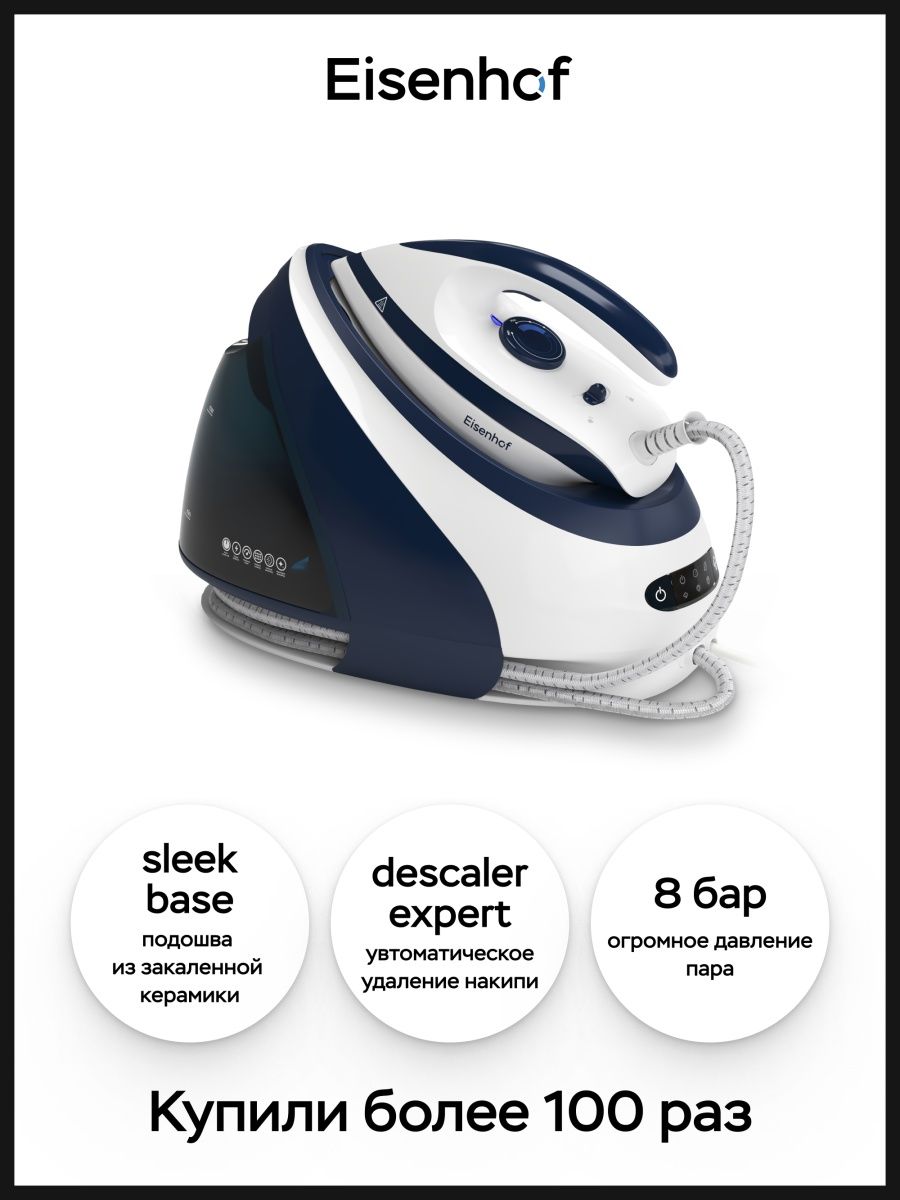 Eisenhof
Eisenhof
sleek
base
подошва
из закаленной
керамики
descaler
expert
увтоматическое
удаление накипи
8 бар
огромное давление
пара
Купили более 100 раз